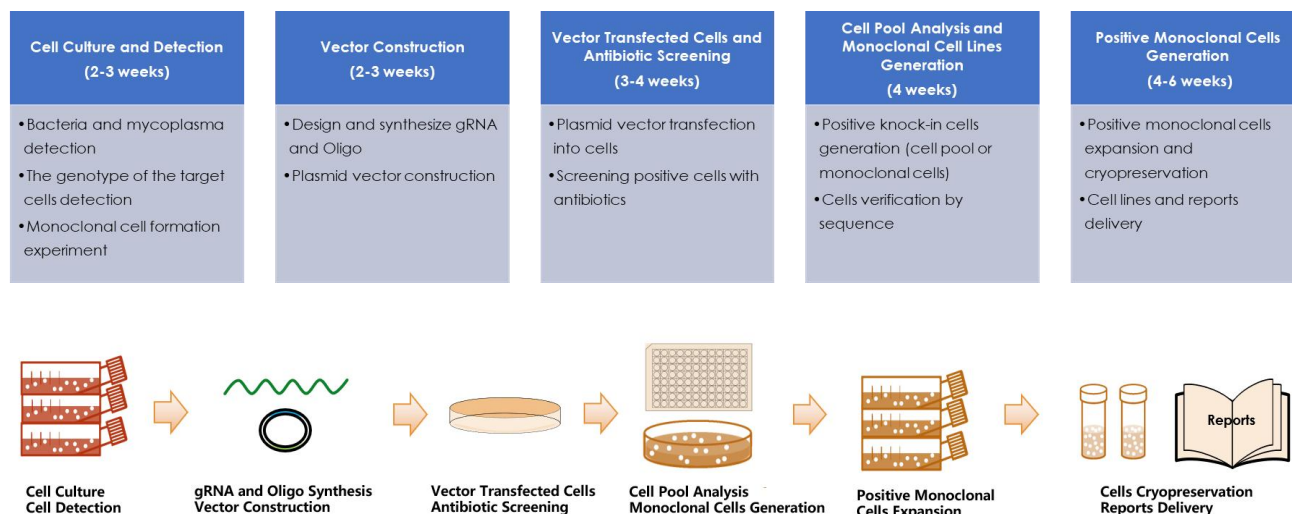 Cell Culture and Detection
(2-3 weeks)
•Bacteria and mycoplasma
detection
•The genotype of the target
cells detection
•Monoclonal cell formation
experiment
Vector Construction
(2-3 weeks)
•Design and synthesize gRNA
and Oligo
•Plasmid vector construction
Vector Transfected Cells and
Antibiotic Screening
(3-4 weeks)
•Plasmid vector transfection
into cells
•Screening positive cells with
antibiotics
Cell Pool Analysis and
Monoclonal Cell Lines
Generation
(4 weeks)
•Positive knock-in cells
generation (cell pool or
monoclonal cells)
•Cells verification by
sequence
Positive Monoclonal Cells
Generation
(4-6 weeks)
•Positive monoclonal cells
expansion and
cryopreservation
•Cell lines and reports
delivery
Reports
Cell Culture
Cell Detection
gRNA and Oligo Synthesis
Vector Construction
Vector Transfected Cells
Antibiotic Screening
Cell Pool Analysis
Monoclonal Cells Generation
Positive Monoclonal
Cells Expansion
Cells Cryopreservation
Reports Delivery